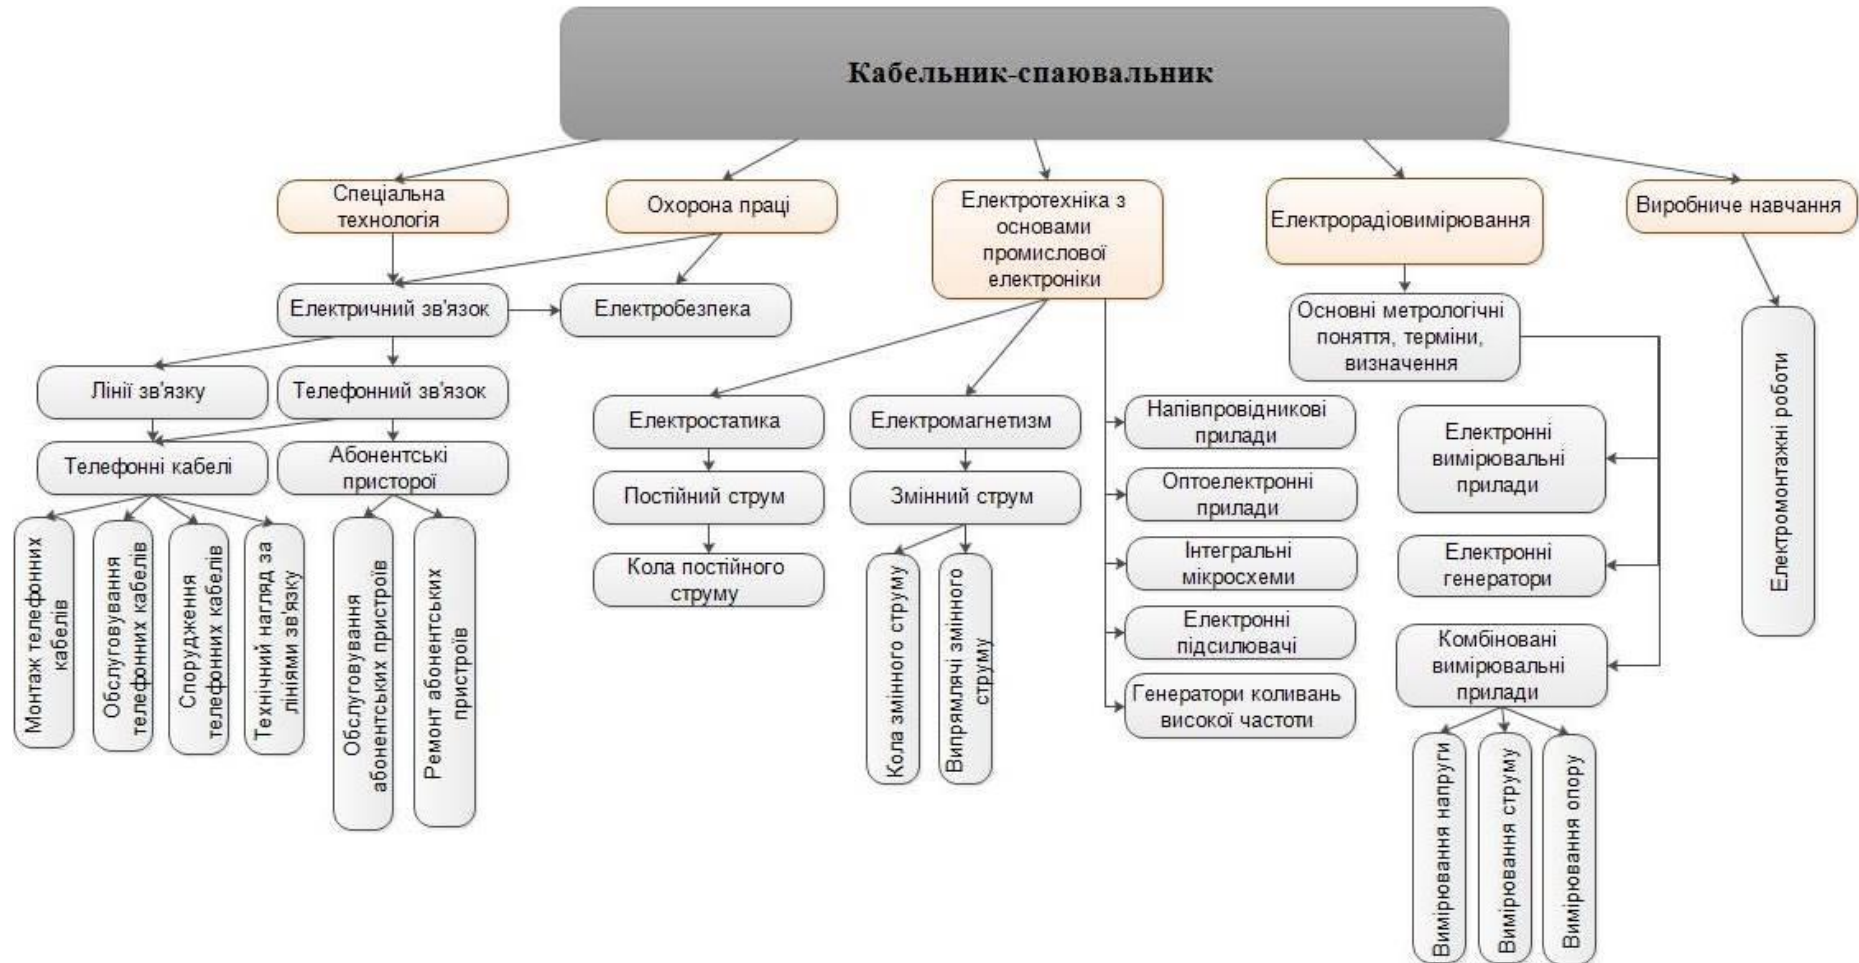 Кабельник-спаювальник
Спеціальна
технологія
Охорона праці
Електротехніка з
основами
промислової
електроніки
Електрорадіовимірювання
Виробниче навчання
Електричний зв'язок
Електробезпека
Основні метрологічні
поняття, терміни,
визначення
Лінії зв'язку
Телефонний зв'язок
Телефонні кабелі
Абонентські
присторої
Монтаж телефонних
кабелів
Обслуговування
телефонних кабелів
Спорудження
телефонних кабелів
Технічний нагляд за
лініями зв'язку
Обслуговування
абонентських пристроїв
Ремонт абонентських
пристроїв
Електростатика
Постійний струм
Кола постійного
струму
Електромагнетизм
Змінний струм
Кола змінного струму
Випрямлячі змінного
струму
Напівпровідникові
прилади
Оптоелектронні
прилади
Інтегральні
мікросхеми
Електронні
підсилювачі
Генератори коливань
високої частоти
Електронні
вимірювальні
прилади
Електронні
генератори
Комбіновані
вимірювальні
прилади
Вимірювання напруги
Вимірювання струму
Вимірювання опору
Електромонтажні роботи